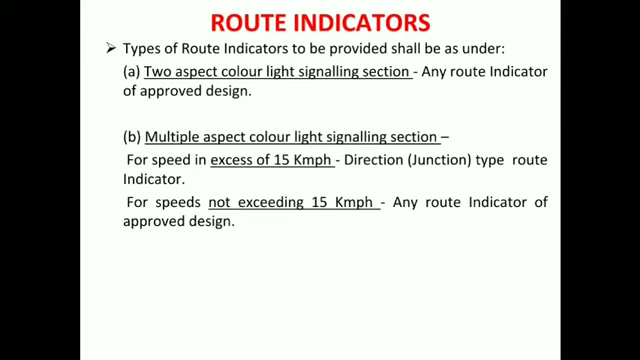 ROUTE INDICATORS
➢ Types of Route Indicators to be provided shall be as under:
(a) Two aspect colour light signalling section - Any route Indicator
of approved design.
(b) Multiple aspect colour light signalling section –
For speed in excess of 15 Kmph - Direction (Junction) type route
Indicator.
For speeds not exceeding 15 Kmph - Any route Indicator of
approved design.